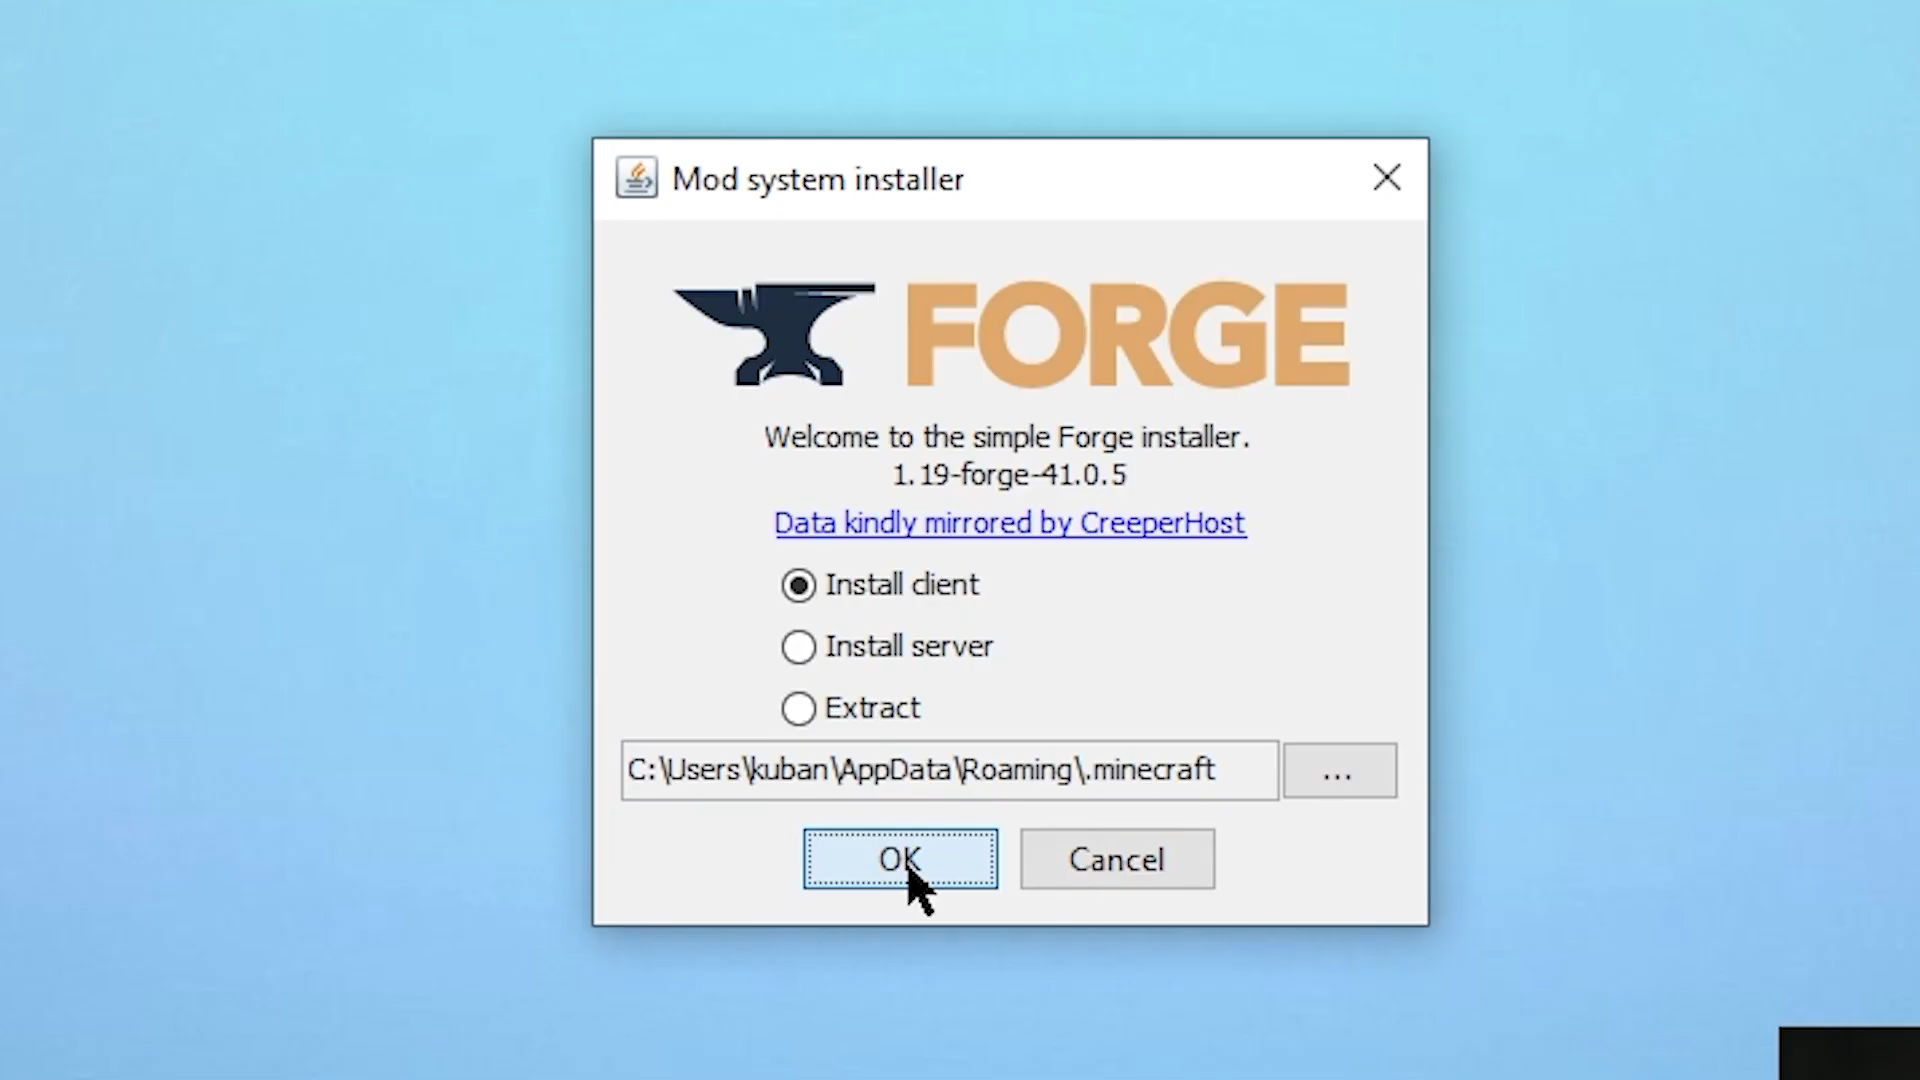 Mod system installer
FORGE
Welcome to the simple Forge installer.
1.19-forge-41.0.5
Data kindly mirrored by CreeperHost
Install client
Install server
Extract
C:\Users\kuban\AppData\Roaming\.minecraft
...
OK
Cancel